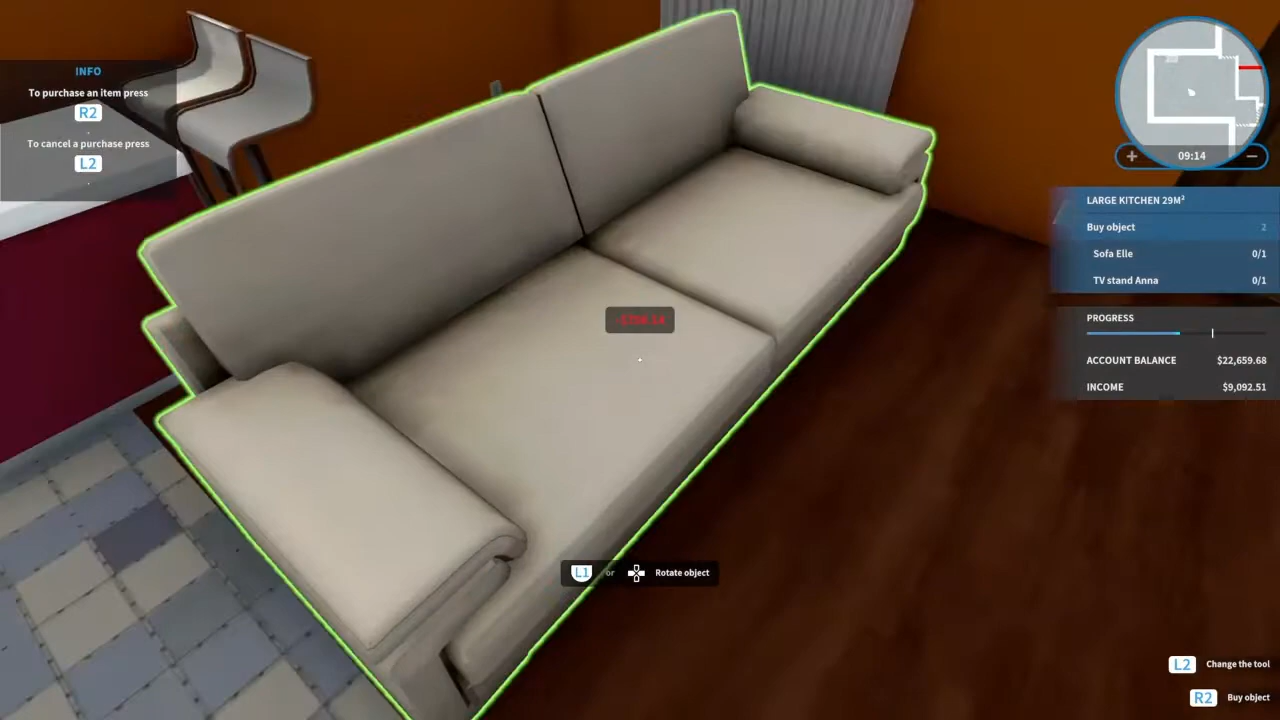 INFO
To purchase an item press
R2
To cancel a purchase press
L2
+ 09:14 −
LARGE KITCHEN 29M²
Buy object 2
Sofa Elle 0/1
TV stand Anna 0/1
PROGRESS
ACCOUNT BALANCE $22,659.68
INCOME $9,092.51
L1 or Rotate object
L2 Change the tool
R2 Buy object